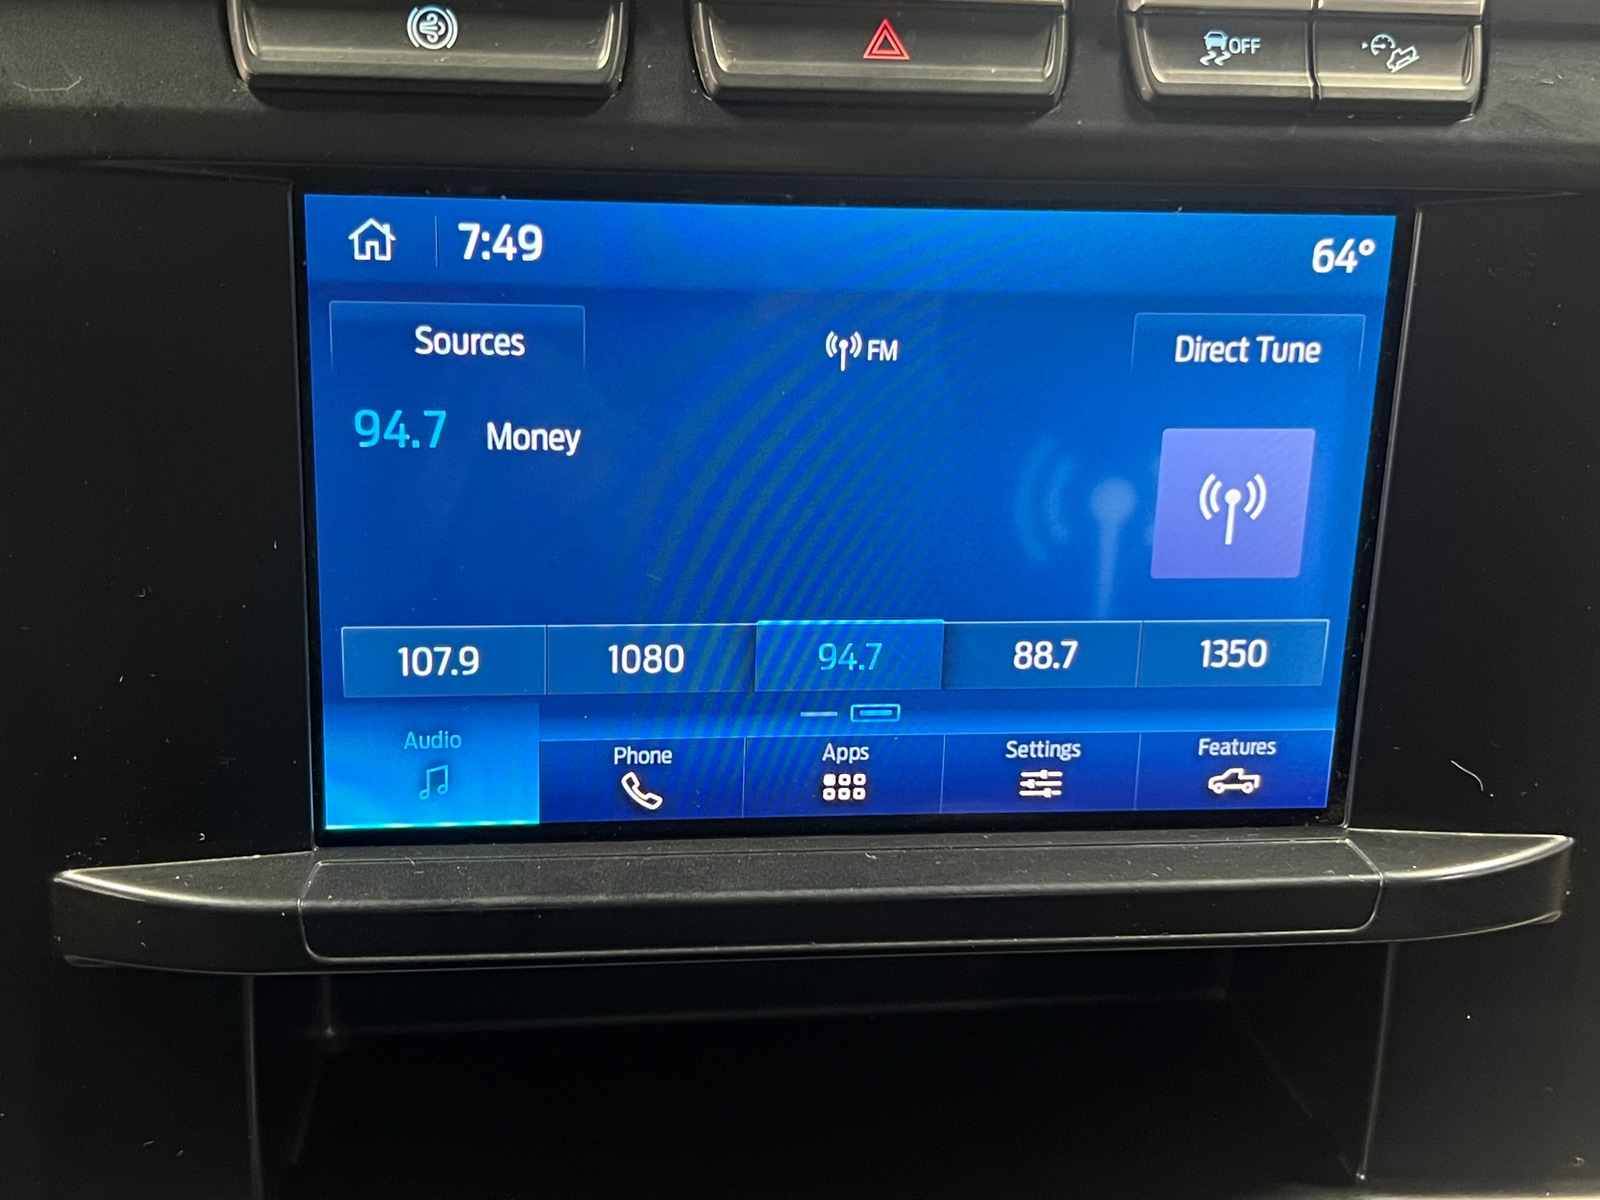 OFF
7:49
64°
Sources
FM
Direct Tune
94.7 Money
107.9 1080 94.7 88.7 1350
Audio Phone Apps Settings Features